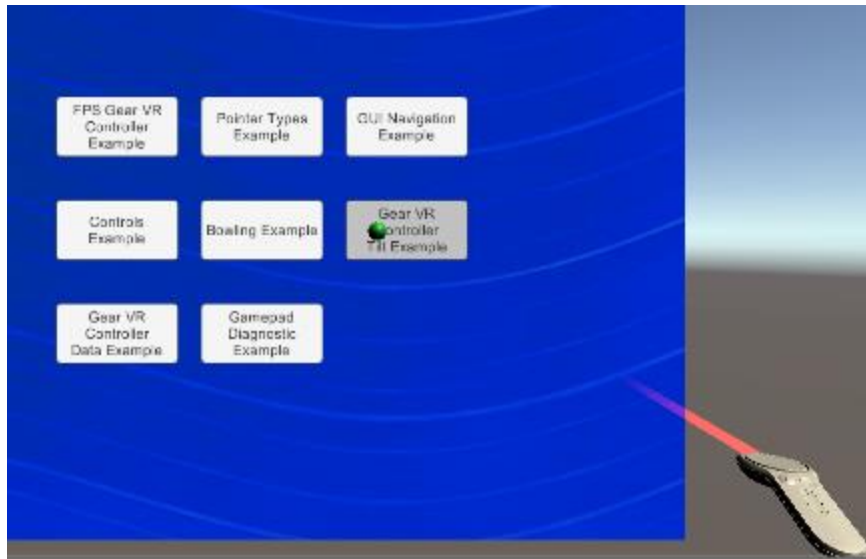 FPS Gear VR
Controller
Example
Pointer Types
Example
GUI Navigation
Example
Controls
Example
Bowling Example
Gear VR
Controller
Tilt Example
Gear VR
Controller
Data Example
Gamepad
Diagnostic
Example